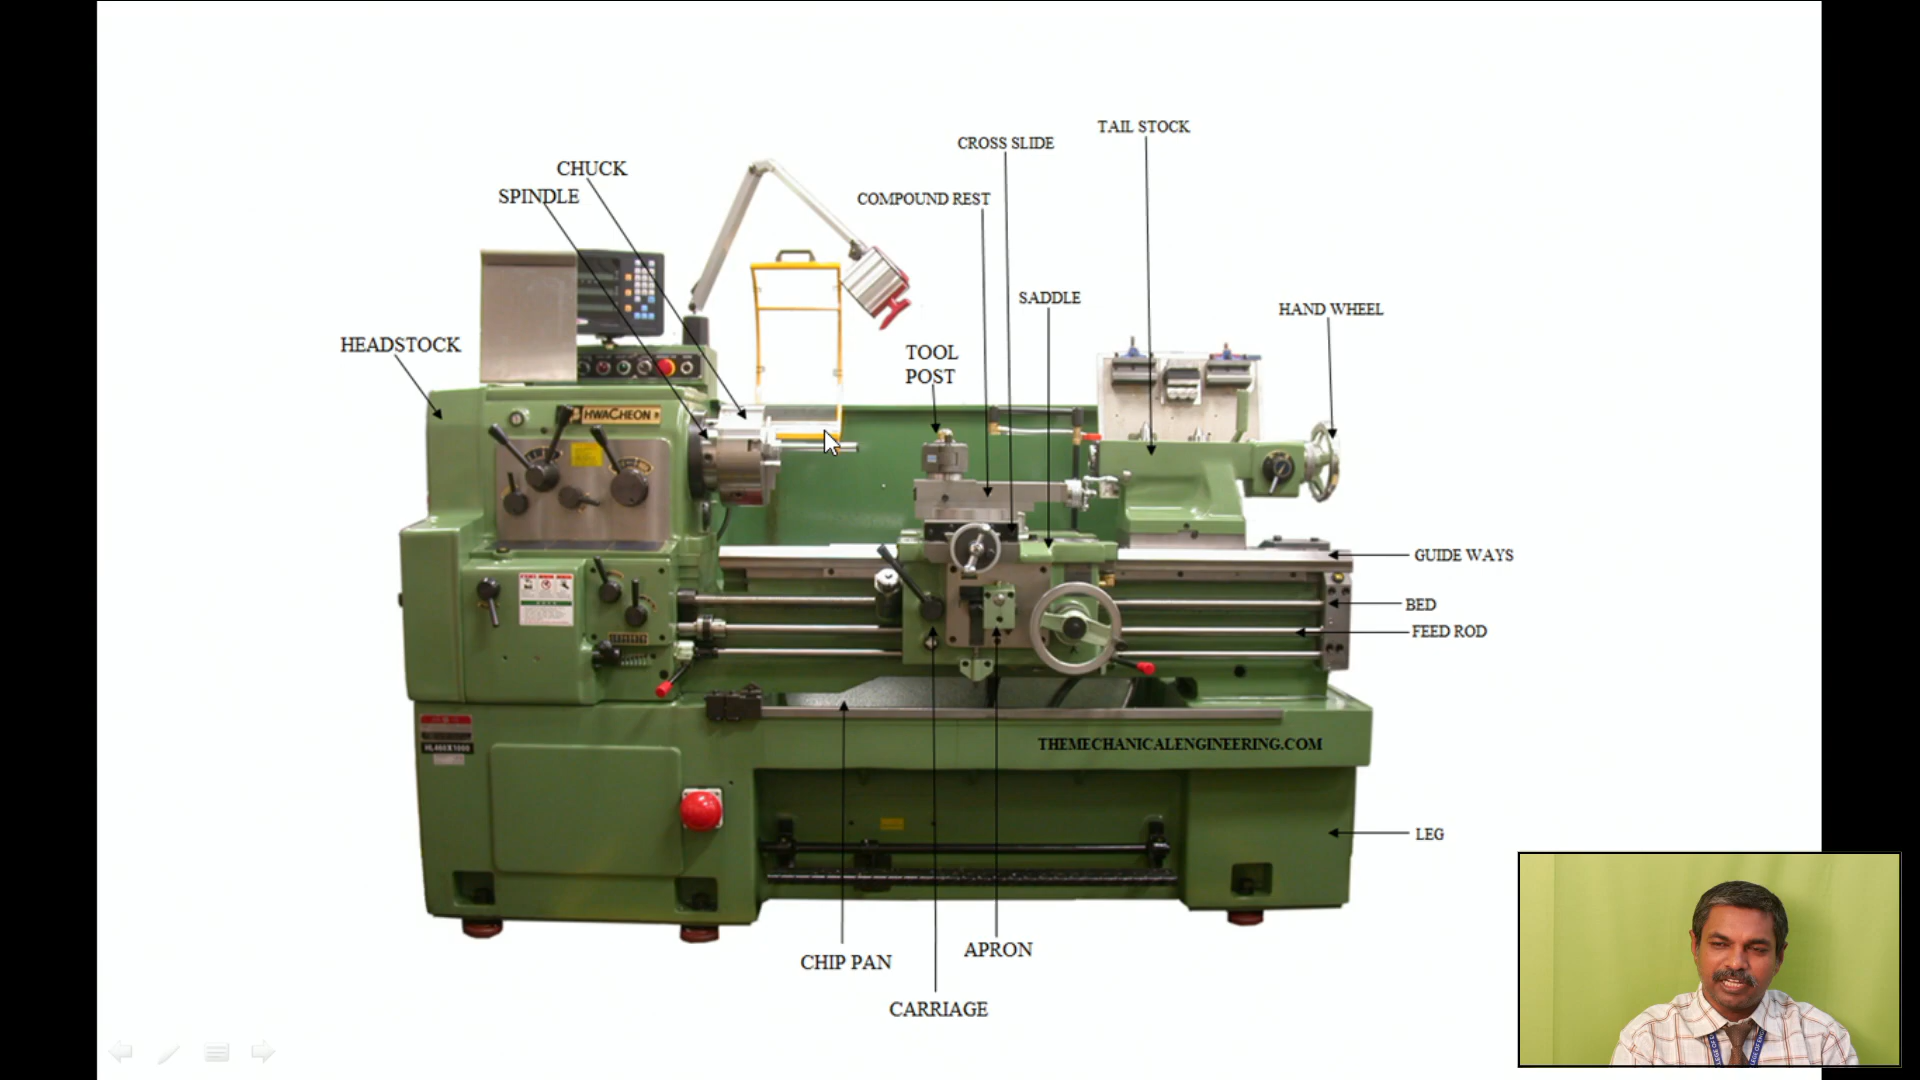 TAIL STOCK
CROSS SLIDE
CHUCK
SPINDLE
COMPOUND REST
SADDLE
HAND WHEEL
HEADSTOCK
TOOL
POST
HWACHEON
GUIDE WAYS
BED
FEED ROD
HL460X1000
THEMECHANICALENGINEERING.COM
LEG
APRON
CHIP PAN
CARRIAGE